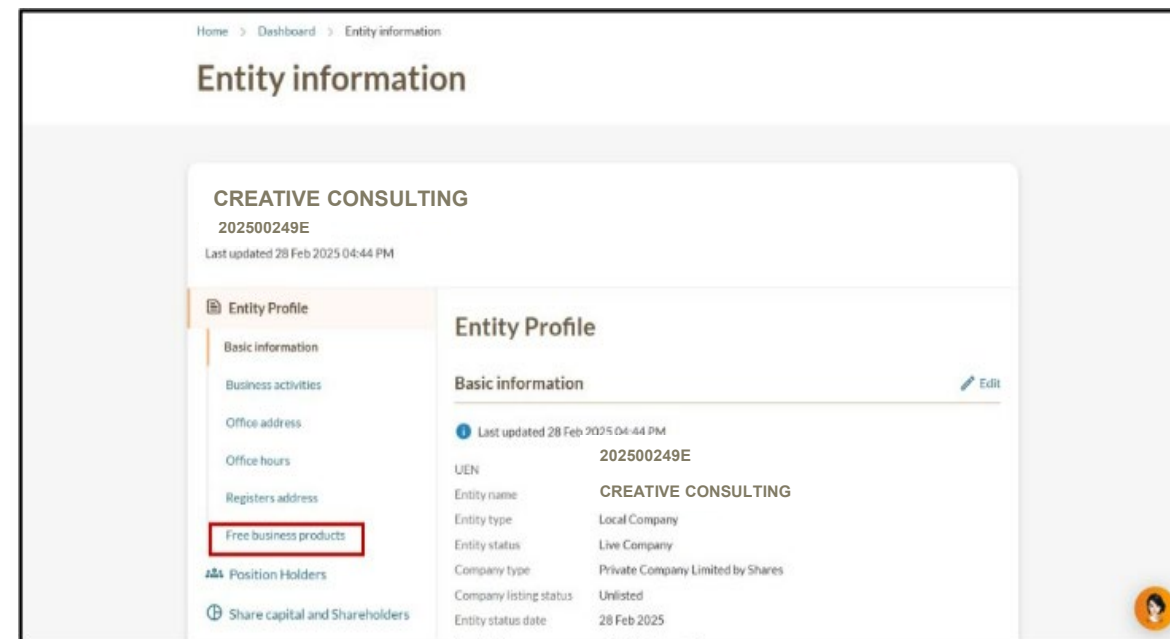 Home > Dashboard > Entity information
Entity information
CREATIVE CONSULTING
202500249E
Last updated 28 Feb 2025 04:44 PM
Entity Profile
Basic information
Business activities
Office address
Office hours
Registers address
Free business products
Position Holders
Share capital and Shareholders
Entity Profile
Basic information
Edit
Last updated 28 Feb 2025 04:44 PM
UEN 202500249E
Entity name CREATIVE CONSULTING
Entity type Local Company
Entity status Live Company
Company type Private Company Limited by Shares
Company listing status Unlisted
Entity status date 28 Feb 2025